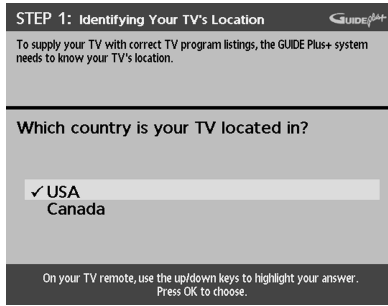 STEP 1: Identifying Your TV's Location
GUIDE Plus+
To supply your TV with correct TV program listings, the GUIDE Plus+ system
needs to know your TV's location.
Which country is your TV located in?
✓ USA
Canada
On your TV remote, use the up/down keys to highlight your answer.
Press OK to choose.